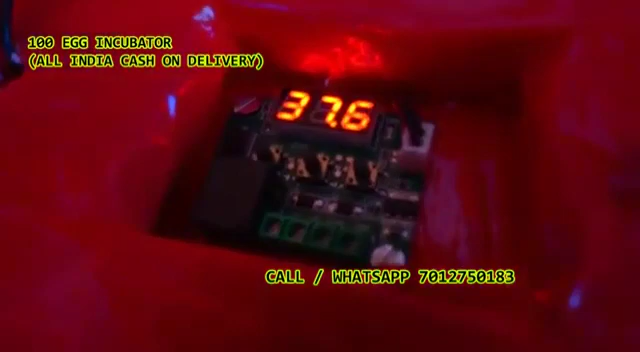 100 EGG INCUBATOR
(ALL INDIA CASH ON DELIVERY)
37.6
CALL / WHATSAPP 7012750183